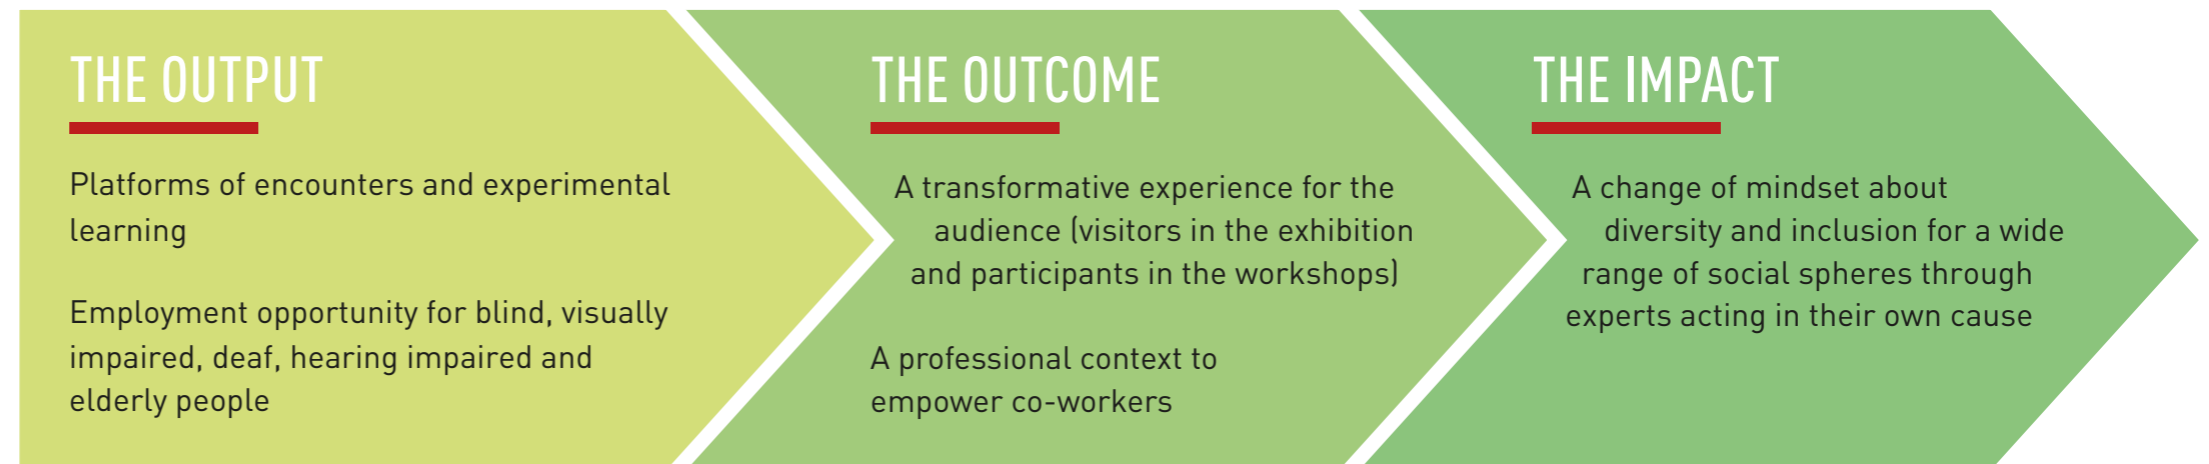 THE OUTPUT
Platforms of encounters and experimental
learning
Employment opportunity for blind, visually
impaired, deaf, hearing impaired and
elderly people
THE OUTCOME
A transformative experience for the
audience (visitors in the exhibition
and participants in the workshops)
A professional context to
empower co-workers
THE IMPACT
A change of mindset about
diversity and inclusion for a wide
range of social spheres through
experts acting in their own cause